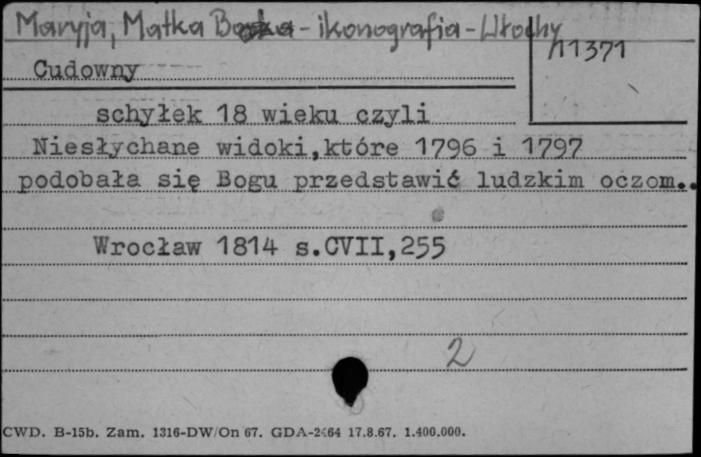 Maryja, Matka Boska - ikonografia - Włochy
11371
Cudowny
schyłek 18 wieku czyli
Niesłychane widoki,które 1796 i 1797
podobała się Bogu przedstawić ludzkim oczom..
Wrocław 1814 s.CVII,255
2
CWD. B-15b. Zam. 1316-DW/On 67. GDA-2464 17.8.67. 1.400.000.